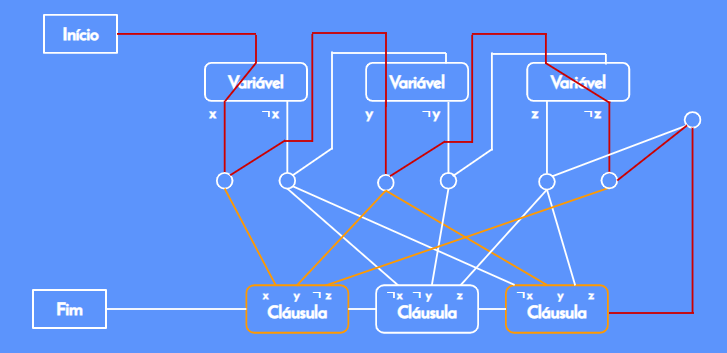 Início
Variável Variável Variável
x ¬x y ¬y z ¬z
Fim
x y ¬z ¬x ¬y z ¬x y z
Cláusula Cláusula Cláusula